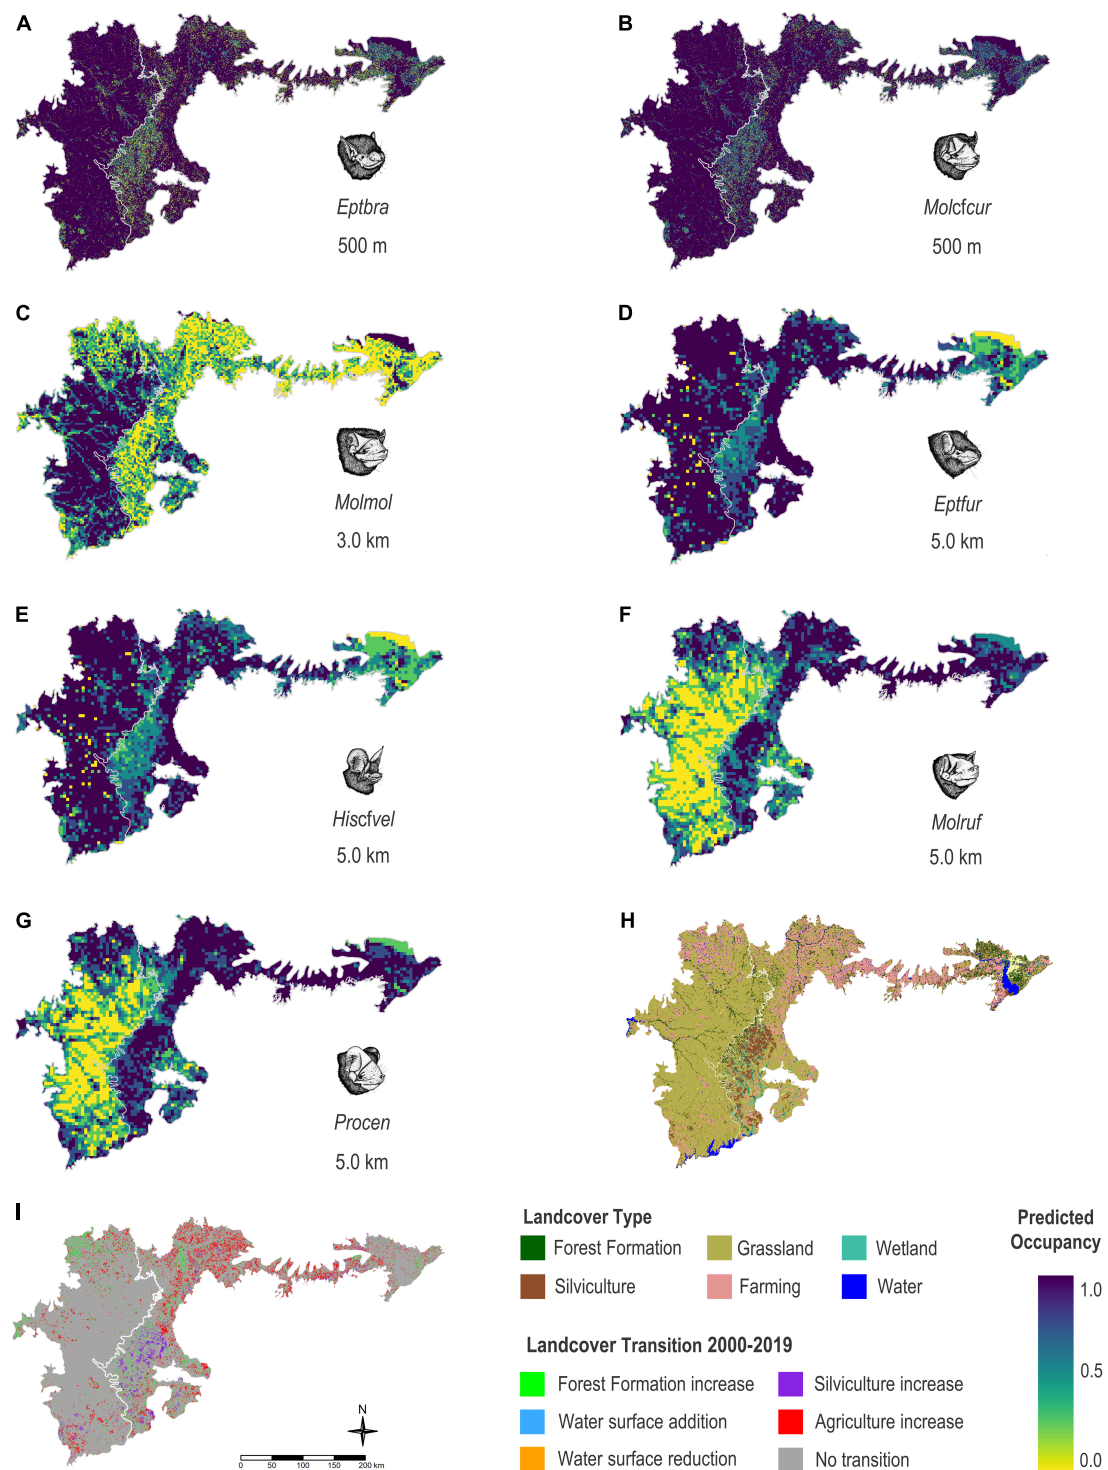 A
Eptbra
500 m
B
Molcfcur
500 m
C
Molmol
3.0 km
D
Eptfur
5.0 km
E
Hiscfvel
5.0 km
F
Molruf
5.0 km
G
Procen
5.0 km
H
I
N
0 50 100 150 200 km
Landcover Type
Forest Formation
Grassland
Wetland
Silviculture
Farming
Water
Landcover Transition 2000-2019
Forest Formation increase
Silviculture increase
Water surface addition
Agriculture increase
Water surface reduction
No transition
Predicted
Occupancy
1.0
0.5
0.0